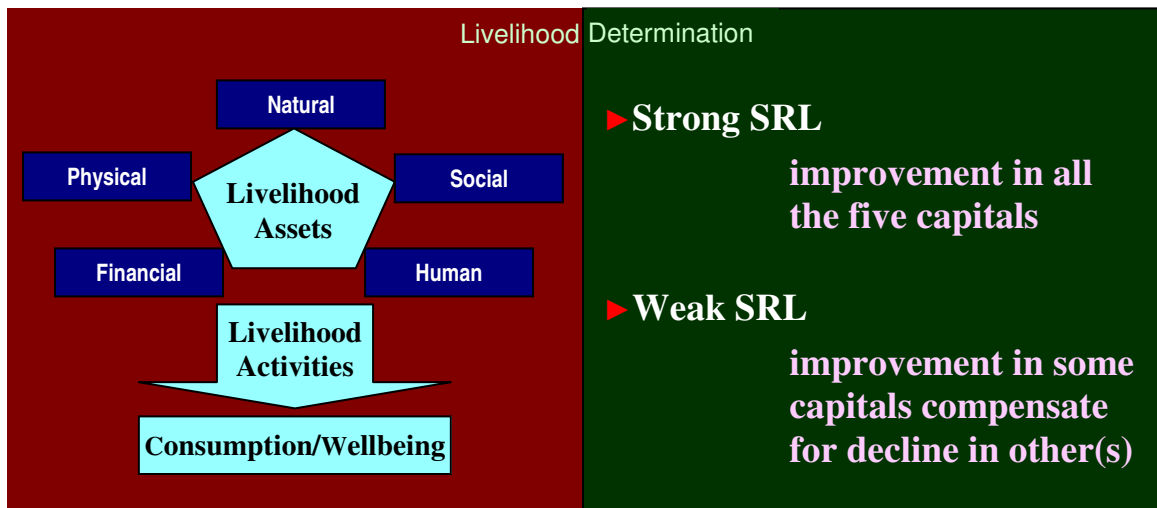 Livelihood Determination
Natural
Physical
Social
Livelihood
Assets
Financial
Human
Livelihood
Activities
Consumption/Wellbeing
►Strong SRL
improvement in all
the five capitals
►Weak SRL
improvement in some
capitals compensate
for decline in other(s)